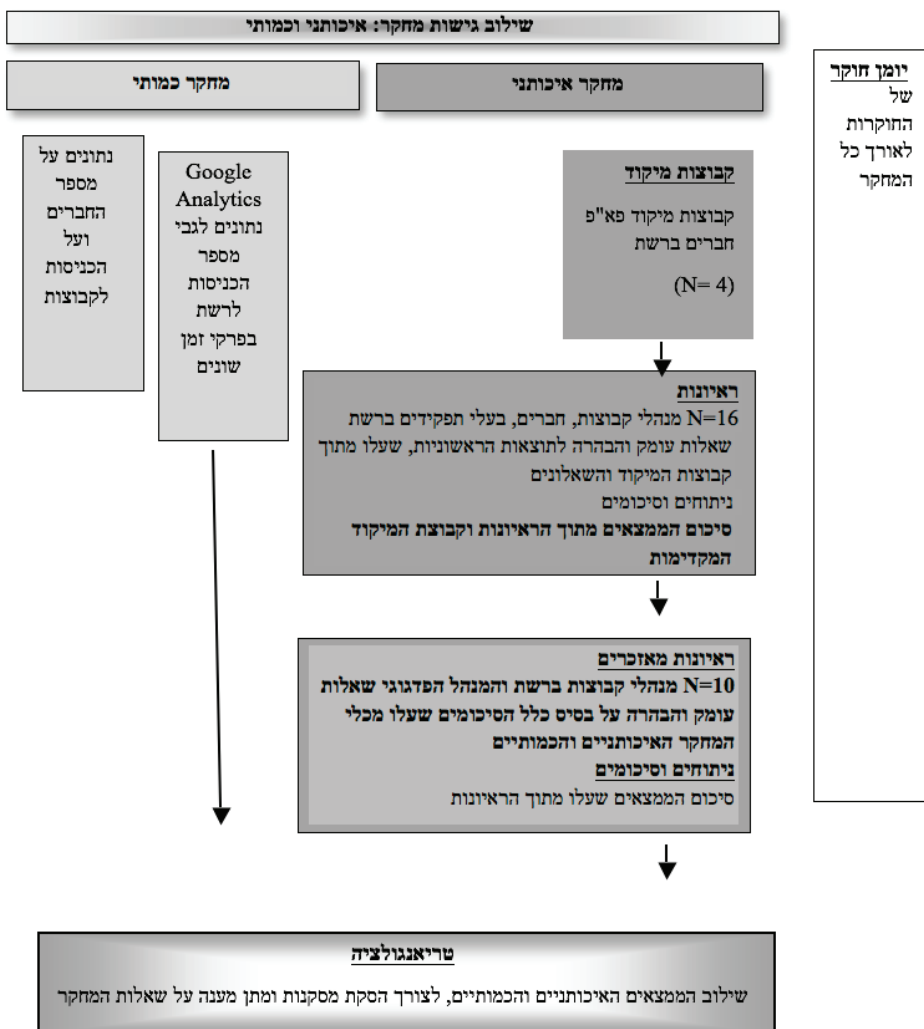 שילוב גישות מחקר: איכותני וכמותי
מחקר איכותני
מחקר כמותי
יומן חוקר
של
החוקרות
לאורך כל
המחקר
קבוצות מיקוד
קבוצות מיקוד פא"פ
חברים ברשת
(N= 4)
Google
Analytics
נתונים לגבי
מספר
הכניסות
לרשת
בפרקי זמן
שונים
נתונים על
מספר
החברים
ועל
הכניסות
לקבוצות
ראיונות
N=16 מנהלי קבוצות, חברים, בעלי תפקידים ברשת
שאלות עומק והבהרה לתוצאות הראשוניות, שעלו מתוך
קבוצות המיקוד והשאלונים
ניתוחים וסיכומים
סיכום הממצאים מתוך הראיונות וקבוצת המיקוד
המקדימות
ראיונות מאזכרים
N=10 מנהלי קבוצות ברשת והמנהל הפדגוגי שאלות
עומק והבהרה על בסיס כלל הסיכומים שעלו מכלי
המחקר האיכותניים והכמותיים
ניתוחים וסיכומים
סיכום הממצאים שעלו מתוך הראיונות
טריאנגולציה
שילוב הממצאים האיכותניים והכמותיים, לצורך הסקת מסקנות ומתן מענה על שאלות המחקר